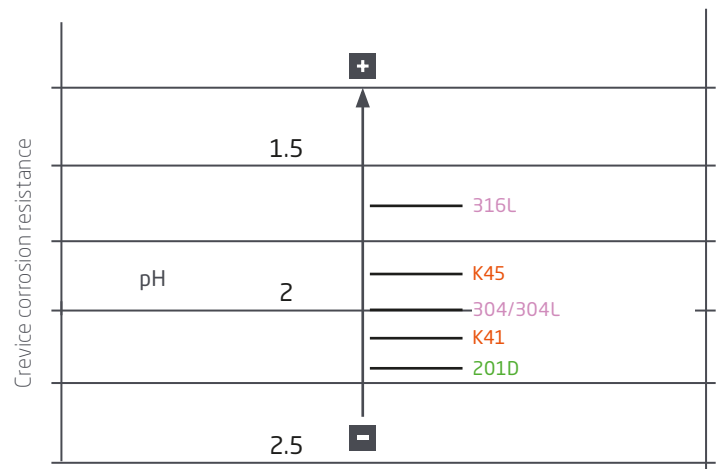 Crevice corrosion resistance
+
1.5
316L
pH
K45
2
304/304L
K41
201D
2.5
-